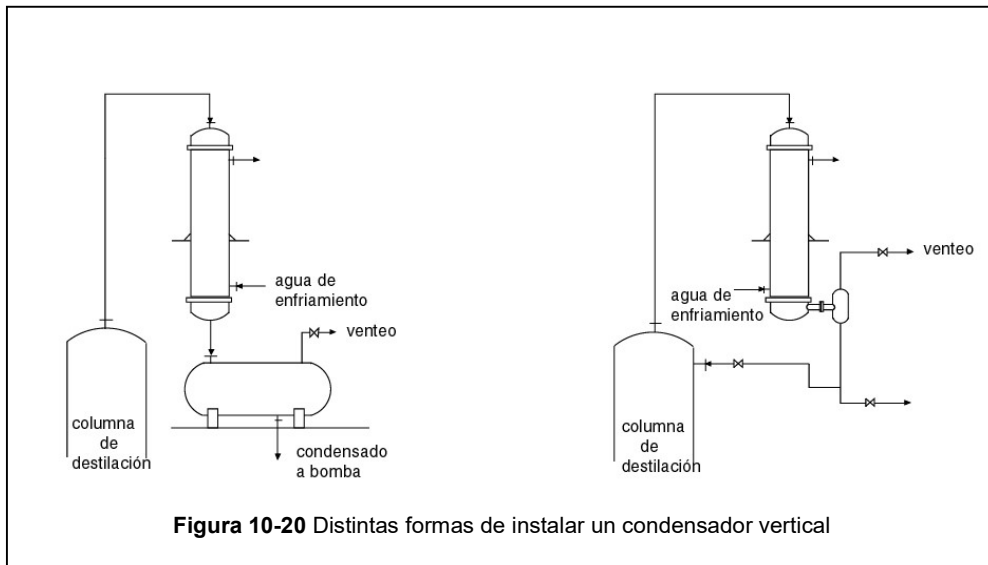 agua de
enfriamiento
venteo
columna
de
destilación
condensado
a bomba
venteo
agua de
enfriamiento
columna
de
destilación
Figura 10-20 Distintas formas de instalar un condensador vertical